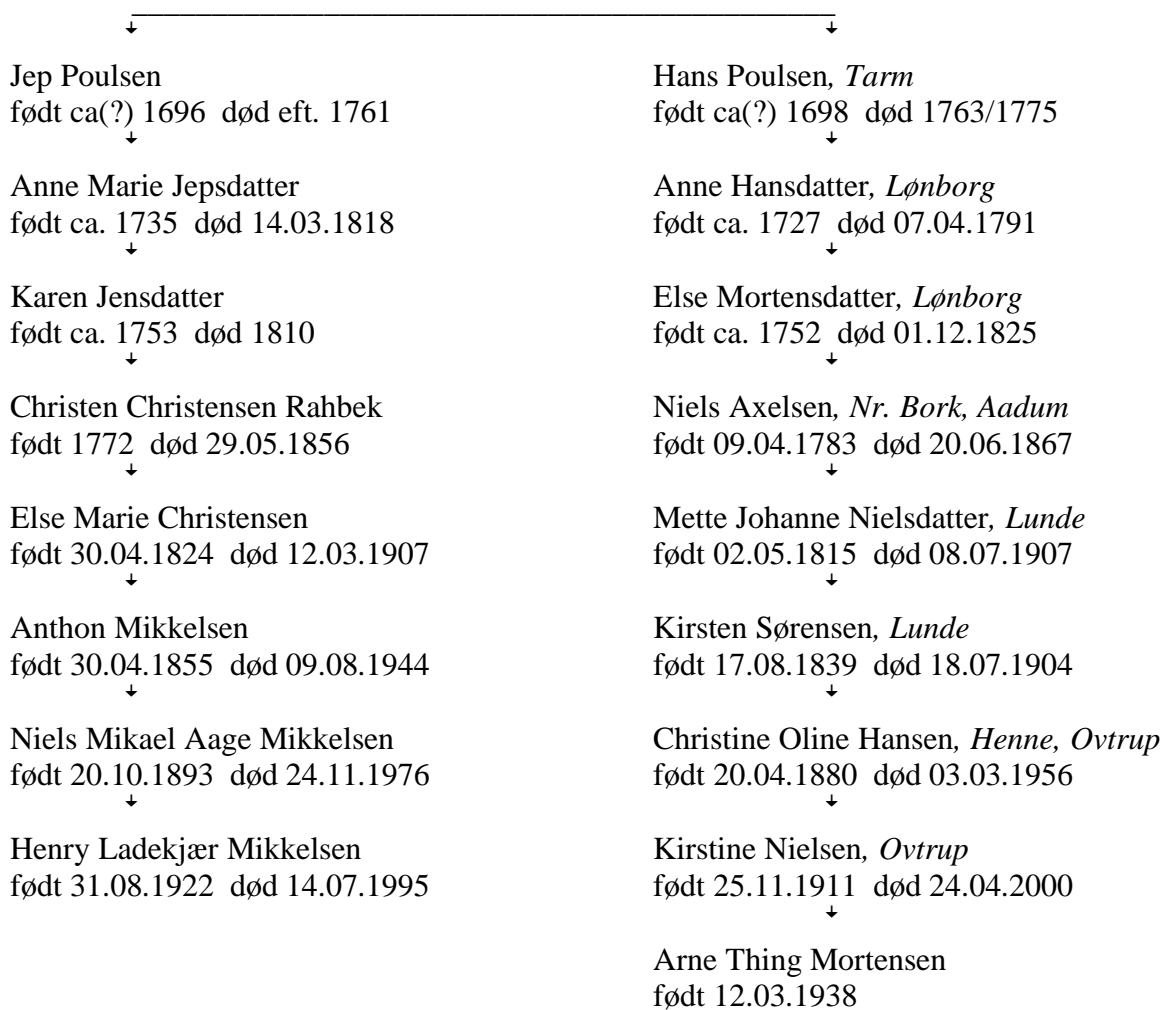 Jep Poulsen
født ca(?) 1696 død eft. 1761
Anne Marie Jepsdatter
født ca. 1735 død 14.03.1818
Karen Jensdatter
født ca. 1753 død 1810
Christen Christensen Rahbek
født 1772 død 29.05.1856
Else Marie Christensen
født 30.04.1824 død 12.03.1907
Anthon Mikkelsen
født 30.04.1855 død 09.08.1944
Niels Mikael Aage Mikkelsen
født 20.10.1893 død 24.11.1976
Henry Ladekjær Mikkelsen
født 31.08.1922 død 14.07.1995
Hans Poulsen, Tarm
født ca(?) 1698 død 1763/1775
Anne Hansdatter, Lønborg
født ca. 1727 død 07.04.1791
Else Mortensdatter, Lønborg
født ca. 1752 død 01.12.1825
Niels Axelsen, Nr. Bork, Aadum
født 09.04.1783 død 20.06.1867
Mette Johanne Nielsdatter, Lunde
født 02.05.1815 død 08.07.1907
Kirsten Sørensen, Lunde
født 17.08.1839 død 18.07.1904
Christine Oline Hansen, Henne, Ovtrup
født 20.04.1880 død 03.03.1956
Kirstine Nielsen, Ovtrup
født 25.11.1911 død 24.04.2000
Arne Thing Mortensen
født 12.03.1938